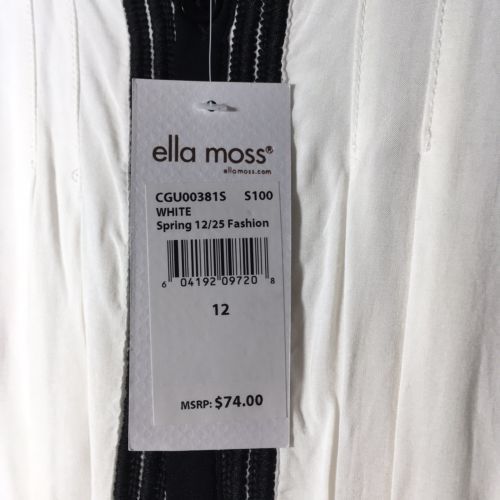 ella moss®
ellamoss.com
CGU00381S S100
WHITE
Spring 12/25 Fashion
6 04192 09720 8
12
MSRP: $74.00